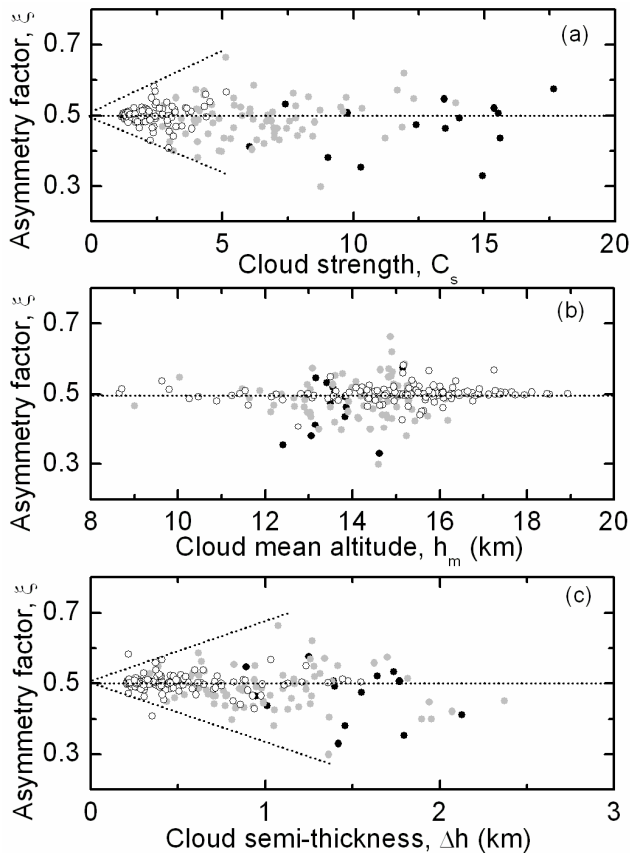 (a)
0.7
0.5
0.3
Asymmetry factor, ξ
0 5 10 15 20
Cloud strength, Cs
(b)
0.7
0.5
0.3
Asymmetry factor, ξ
8 10 12 14 16 18 20
Cloud mean altitude, hm (km)
(c)
0.7
0.5
0.3
Asymmetry factor, ξ
0 1 2 3
Cloud semi-thickness, Δh (km)